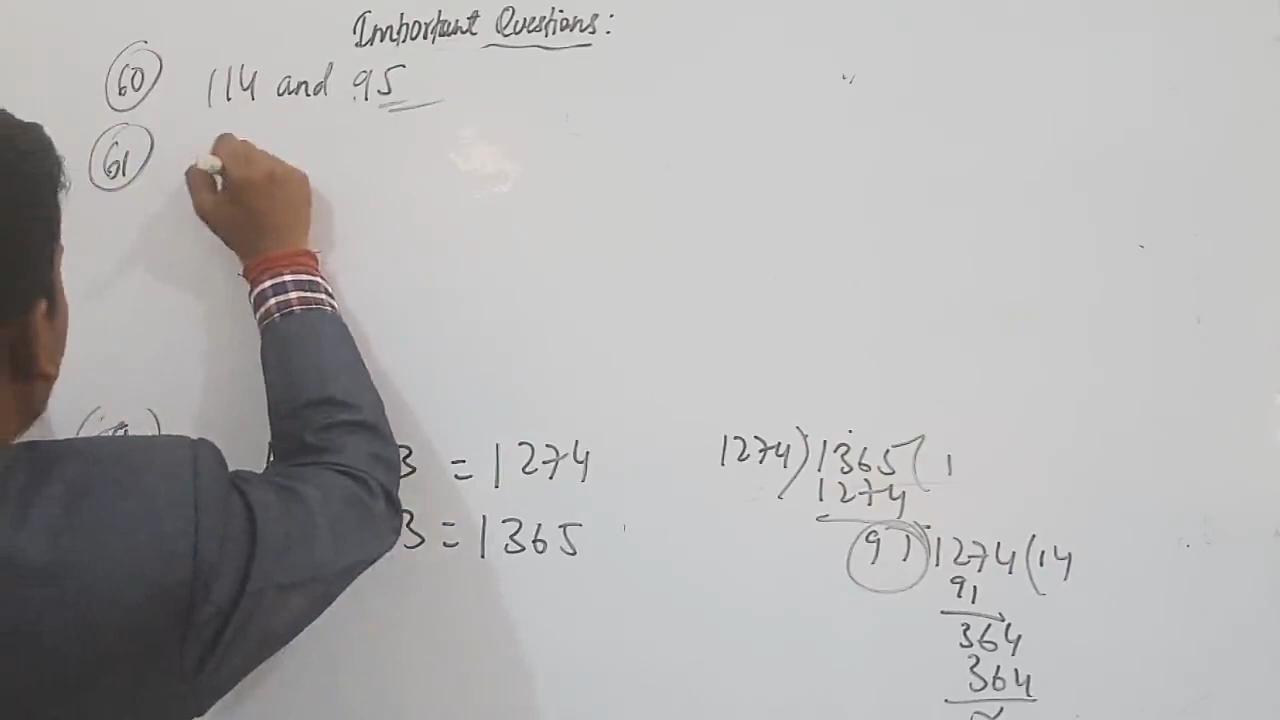 Important Questions:
60 114 and 95
61
3 = 1274
3 = 1365
1274)1365(1
1274
91)1274(14
91
364
364